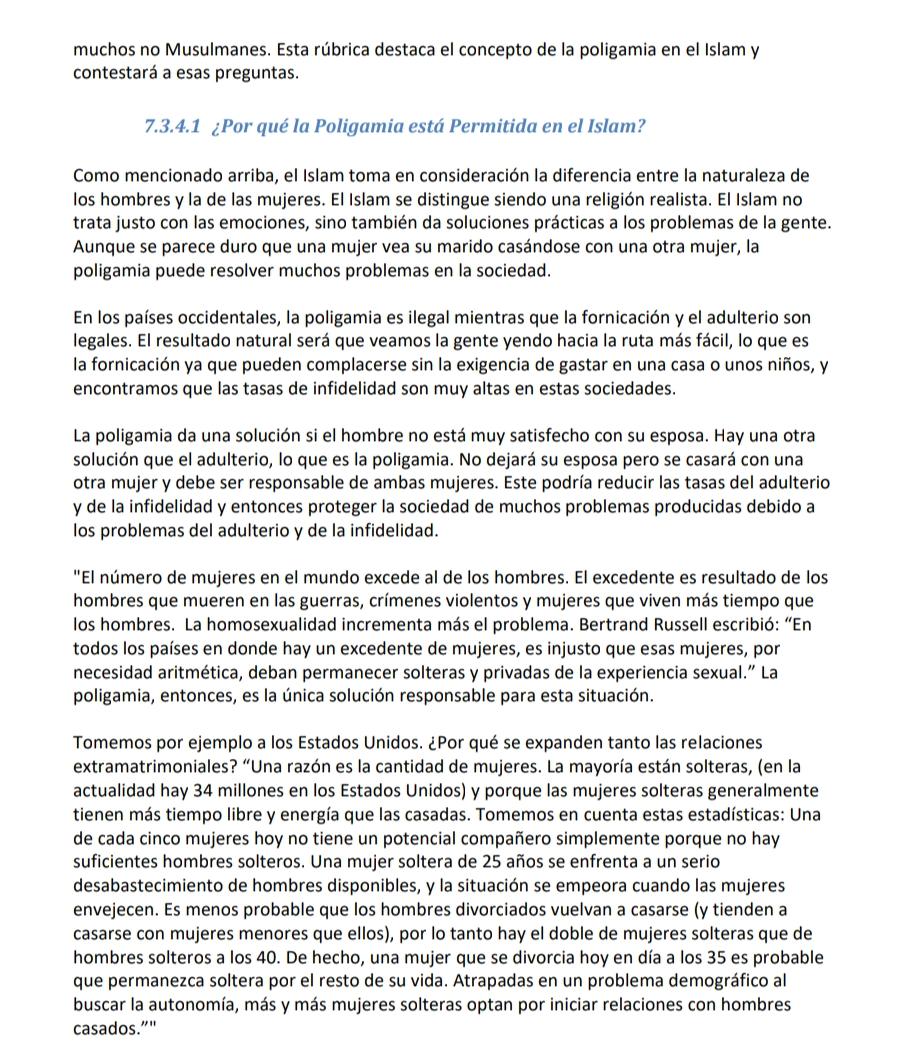 muchos no Musulmanes. Esta rúbrica destaca el concepto de la poligamia en el Islam y
contestará a esas preguntas.
7.3.4.1 ¿Por qué la Poligamia está Permitida en el Islam?
Como mencionado arriba, el Islam toma en consideración la diferencia entre la naturaleza de
los hombres y la de las mujeres. El Islam se distingue siendo una religión realista. El Islam no
trata justo con las emociones, sino también da soluciones prácticas a los problemas de la gente.
Aunque se parece duro que una mujer vea su marido casándose con una otra mujer, la
poligamia puede resolver muchos problemas en la sociedad.
En los países occidentales, la poligamia es ilegal mientras que la fornicación y el adulterio son
legales. El resultado natural será que veamos la gente yendo hacia la ruta más fácil, lo que es
la fornicación ya que pueden complacerse sin la exigencia de gastar en una casa o unos niños, y
encontramos que las tasas de infidelidad son muy altas en estas sociedades.
La poligamia da una solución si el hombre no está muy satisfecho con su esposa. Hay una otra
solución que el adulterio, lo que es la poligamia. No dejará su esposa pero se casará con una
otra mujer y debe ser responsable de ambas mujeres. Este podría reducir las tasas del adulterio
y de la infidelidad y entonces proteger la sociedad de muchos problemas producidas debido a
los problemas del adulterio y de la infidelidad.
"El número de mujeres en el mundo excede al de los hombres. El excedente es resultado de los
hombres que mueren en las guerras, crímenes violentos y mujeres que viven más tiempo que
los hombres.  La homosexualidad incrementa más el problema. Bertrand Russell escribió: “En
todos los países en donde hay un excedente de mujeres, es injusto que esas mujeres, por
necesidad aritmética, deban permanecer solteras y privadas de la experiencia sexual.” La
poligamia, entonces, es la única solución responsable para esta situación.
Tomemos por ejemplo a los Estados Unidos. ¿Por qué se expanden tanto las relaciones
extramatrimoniales? “Una razón es la cantidad de mujeres. La mayoría están solteras, (en la
actualidad hay 34 millones en los Estados Unidos) y porque las mujeres solteras generalmente
tienen más tiempo libre y energía que las casadas. Tomemos en cuenta estas estadísticas: Una
de cada cinco mujeres hoy no tiene un potencial compañero simplemente porque no hay
suficientes hombres solteros. Una mujer soltera de 25 años se enfrenta a un serio
desabastecimiento de hombres disponibles, y la situación se empeora cuando las mujeres
envejecen. Es menos probable que los hombres divorciados vuelvan a casarse (y tienden a
casarse con mujeres menores que ellos), por lo tanto hay el doble de mujeres solteras que de
hombres solteros a los 40. De hecho, una mujer que se divorcia hoy en día a los 35 es probable
que permanezca soltera por el resto de su vida. Atrapadas en un problema demográfico al
buscar la autonomía, más y más mujeres solteras optan por iniciar relaciones con hombres
casados.”"